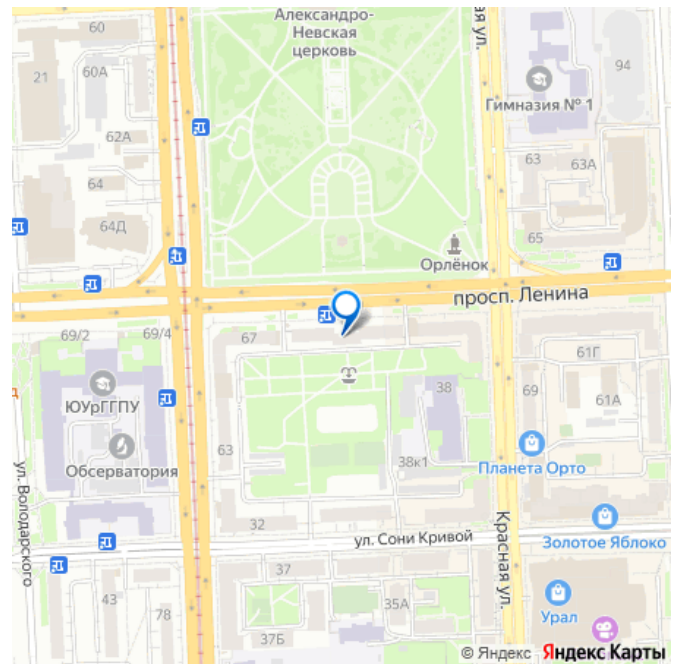 60
Александро-
Невская
церковь
ая ул.
21
60А
94
Гимназия № 1
62А
63
63А
64
64Д
65
Орлёнок
просп. Ленина
69/2
69/4
67
61Г
ЮУрГГПУ
38
69
61А
д
63
Обсерватория
38к1
Планета Орто
ул. Володарского
32
ул. Сони Кривой
Красная ул.
Золотое Яблоко
37
43
78
35А
Урал
37Б
© Яндекс
Яндекс Карты